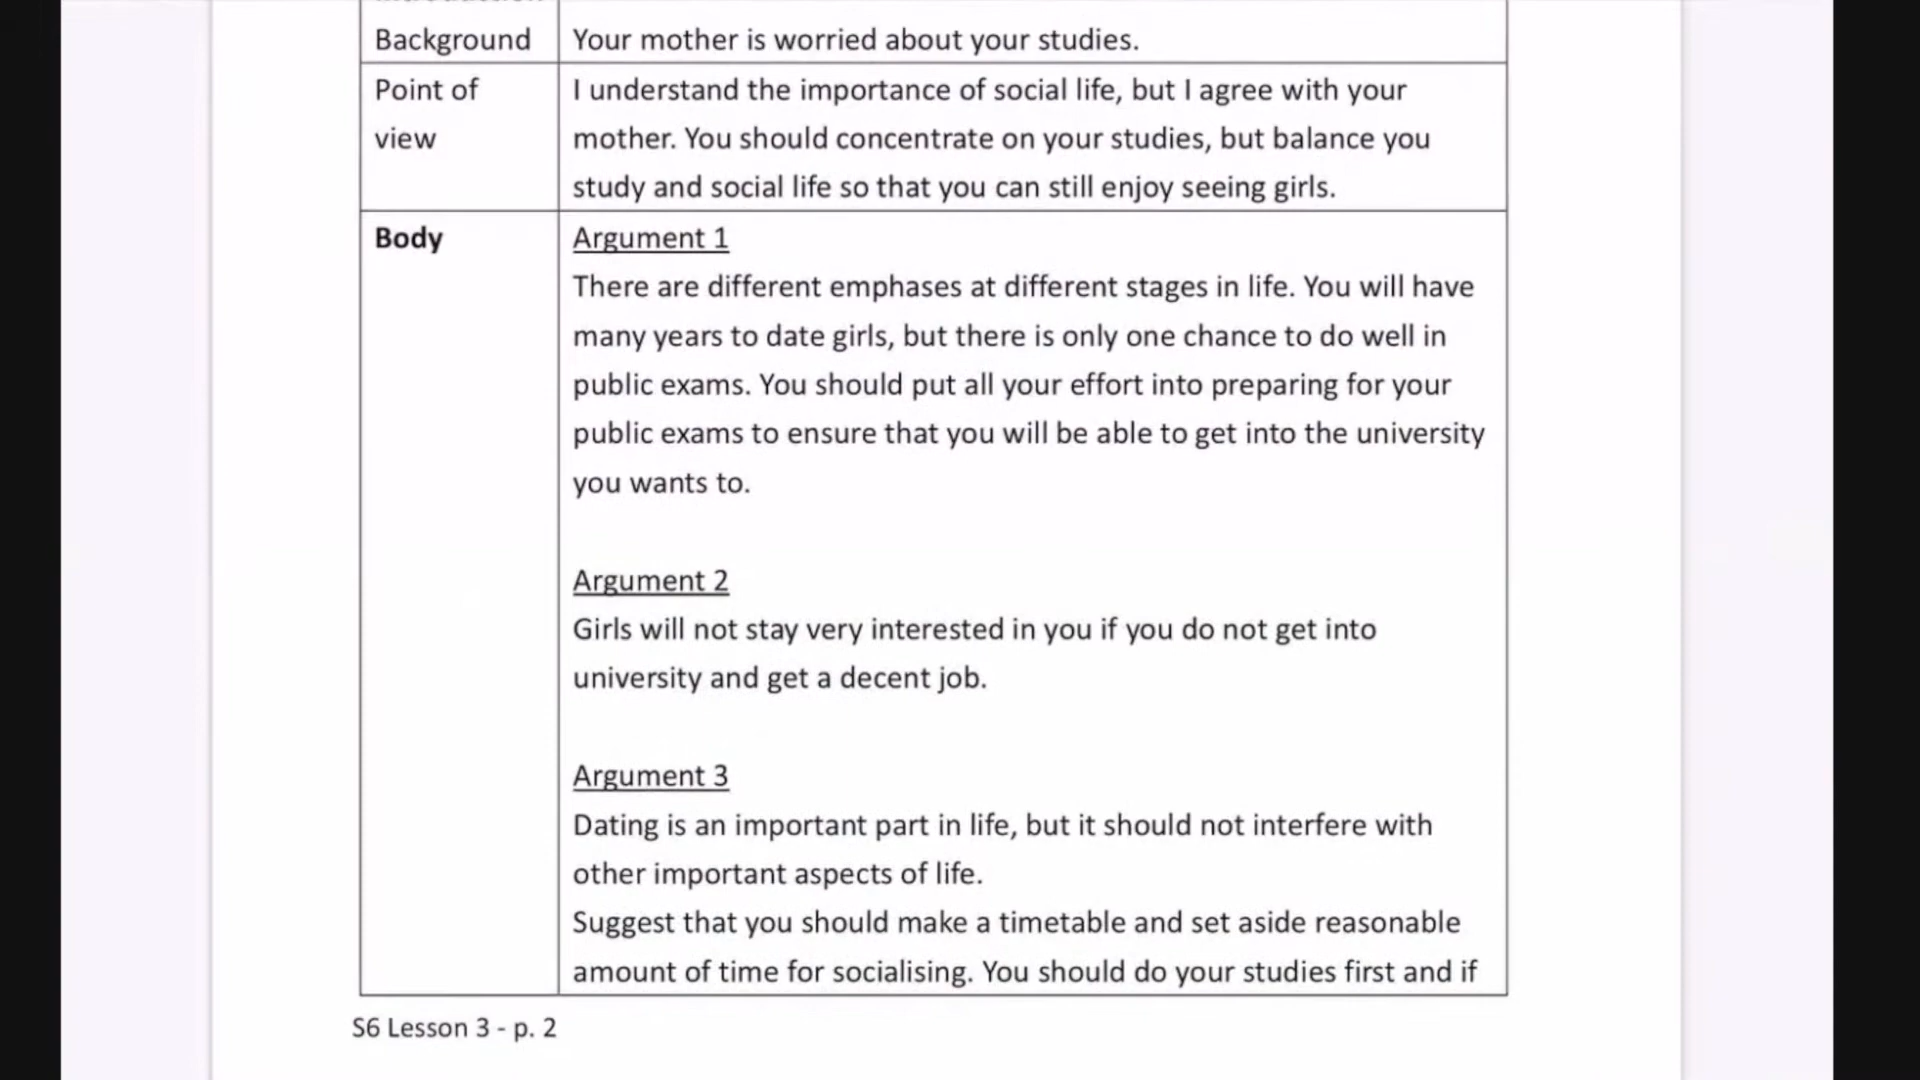 Background Your mother is worried about your studies.
Point of I understand the importance of social life, but I agree with your
view mother. You should concentrate on your studies, but balance you
study and social life so that you can still enjoy seeing girls.
Body Argument 1
There are different emphases at different stages in life. You will have
many years to date girls, but there is only one chance to do well in
public exams. You should put all your effort into preparing for your
public exams to ensure that you will be able to get into the university
you wants to.
Argument 2
Girls will not stay very interested in you if you do not get into
university and get a decent job.
Argument 3
Dating is an important part in life, but it should not interfere with
other important aspects of life.
Suggest that you should make a timetable and set aside reasonable
amount of time for socialising. You should do your studies first and if
S6 Lesson 3 - p. 2